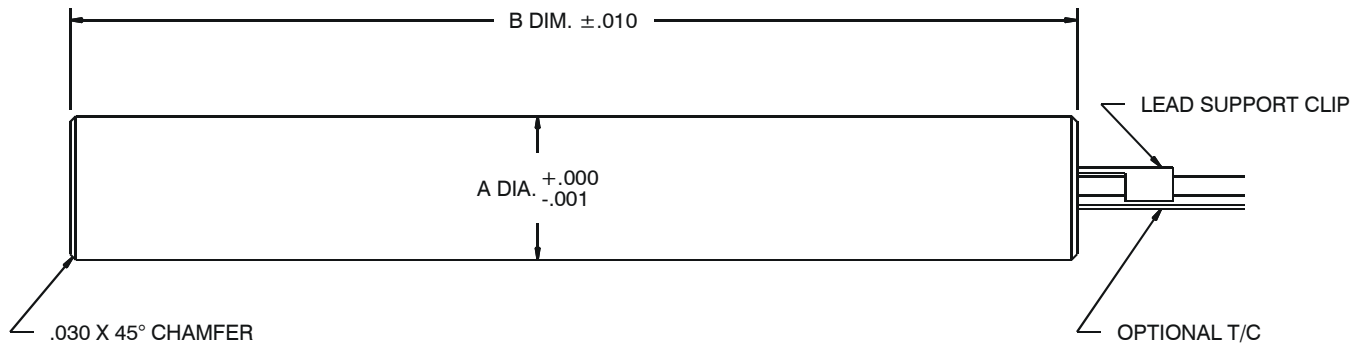 B DIM. ±.010
LEAD SUPPORT CLIP
A DIA. +.000
-.001
.030 X 45° CHAMFER
OPTIONAL T/C